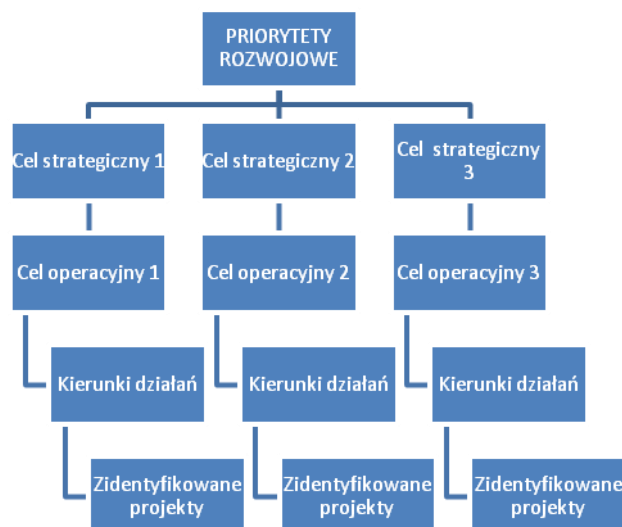 PRIORYTETY
ROZWOJOWE
Cel strategiczny 1
Cel strategiczny 2
Cel strategiczny
3
Cel operacyjny 1
Cel operacyjny 2
Cel operacyjny 3
Kierunki działań
Kierunki działań
Kierunki działań
Zidentyfikowane
projekty
Zidentyfikowane
projekty
Zidentyfikowane
projekty